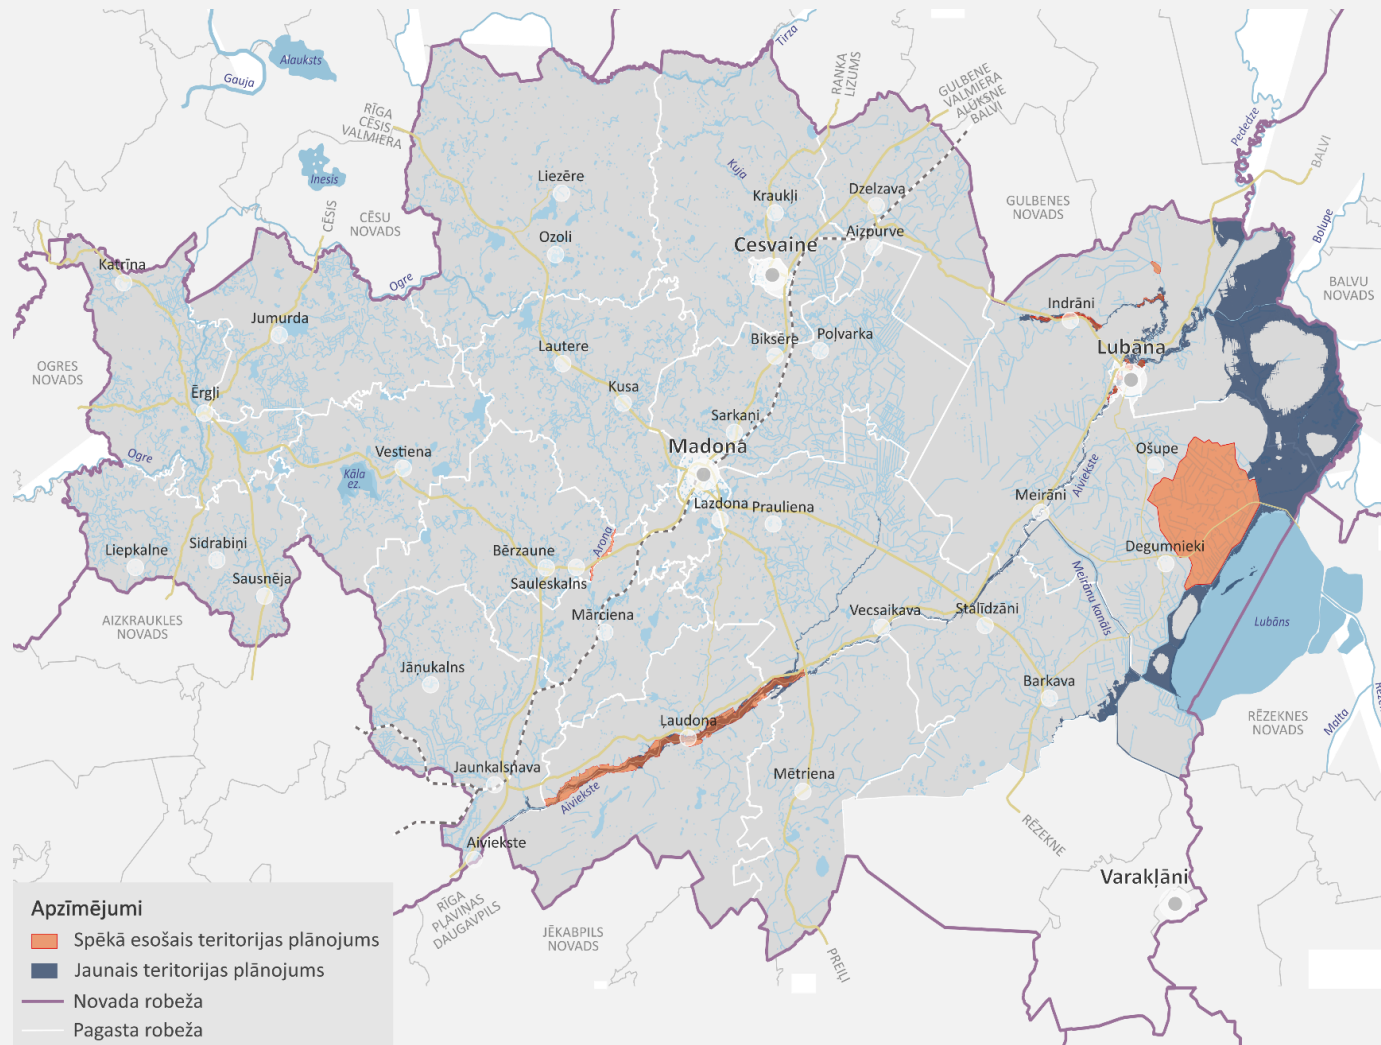 Tirza
Alauksts
Gauja
RANKA
LIZUMS
GULBENE
VALMIERA
ALŪKSNE
BALVI
RĪGA
CĒSIS
VALMIERA
Pededze
BALVI
Inesis
Kuja
Liezēre
Kraukļi
Dzelzava
CĒSIS
CĒSU
NOVADS
GULBENES
NOVADS
Bolupe
Ozoli
Cesvaine
Aizpurve
Katrīna
Ogre
BALVU
NOVADS
Jumurda
Indrāni
Lautere
Biksēre
Poļvarka
Lubāna
OGRES
NOVADS
Kusa
Ērgļi
Sarkaņi
Madona
Ogre
Vestiena
Kāla
ez.
Ošupe
Aiviekste
Meirāni
Lazdona
Prauliena
Arona
Liepkalne
Sidrabiņi
Bērzaune
Degumnieki
Sausnēja
Sauleskalns
Meirānu kanāls
AIZKRAUKLES
NOVADS
Mārciena
Vecsaikava
Stalīdzāni
Lubāns
Jāņukalns
Barkava
Ļaudona
RĒZEKNES
NOVADS
Malta
Jaunkalsnava
Mētriena
Aiviekste
RĒZEKNE
Aiviekste
Varakļāni
RĪGA
PĻAVIŅAS
DAUGAVPILS
JĒKABPILS
NOVADS
PREIĻI
Apzīmējumi
Spēkā esošais teritorijas plānojums
Jaunais teritorijas plānojums
Novada robeža
Pagasta robeža